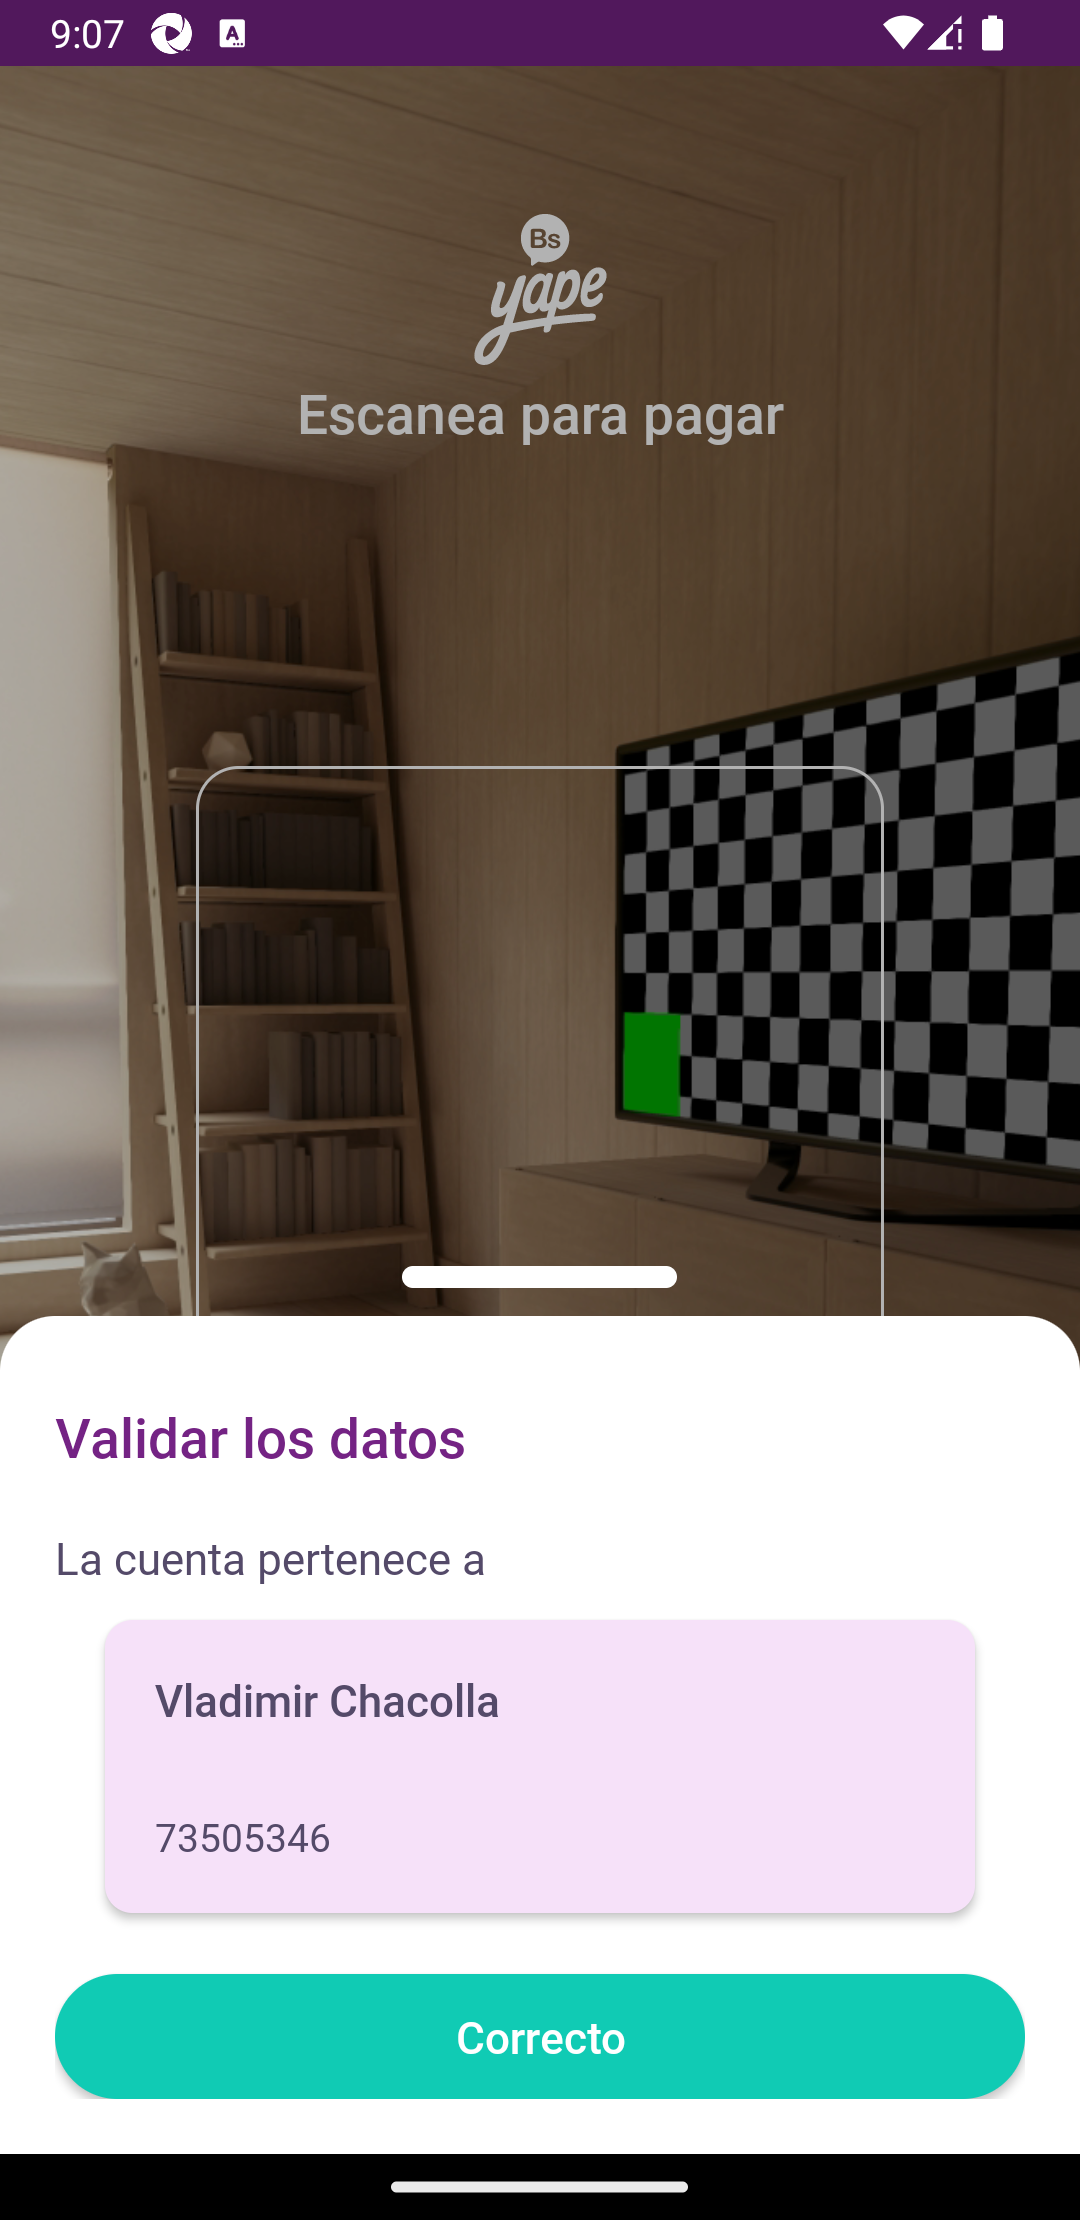 9:07
A
Bs
yape
Escanea para pagar
Validar los datos
La cuenta pertenece a
Vladimir Chacolla
73505346
Correcto